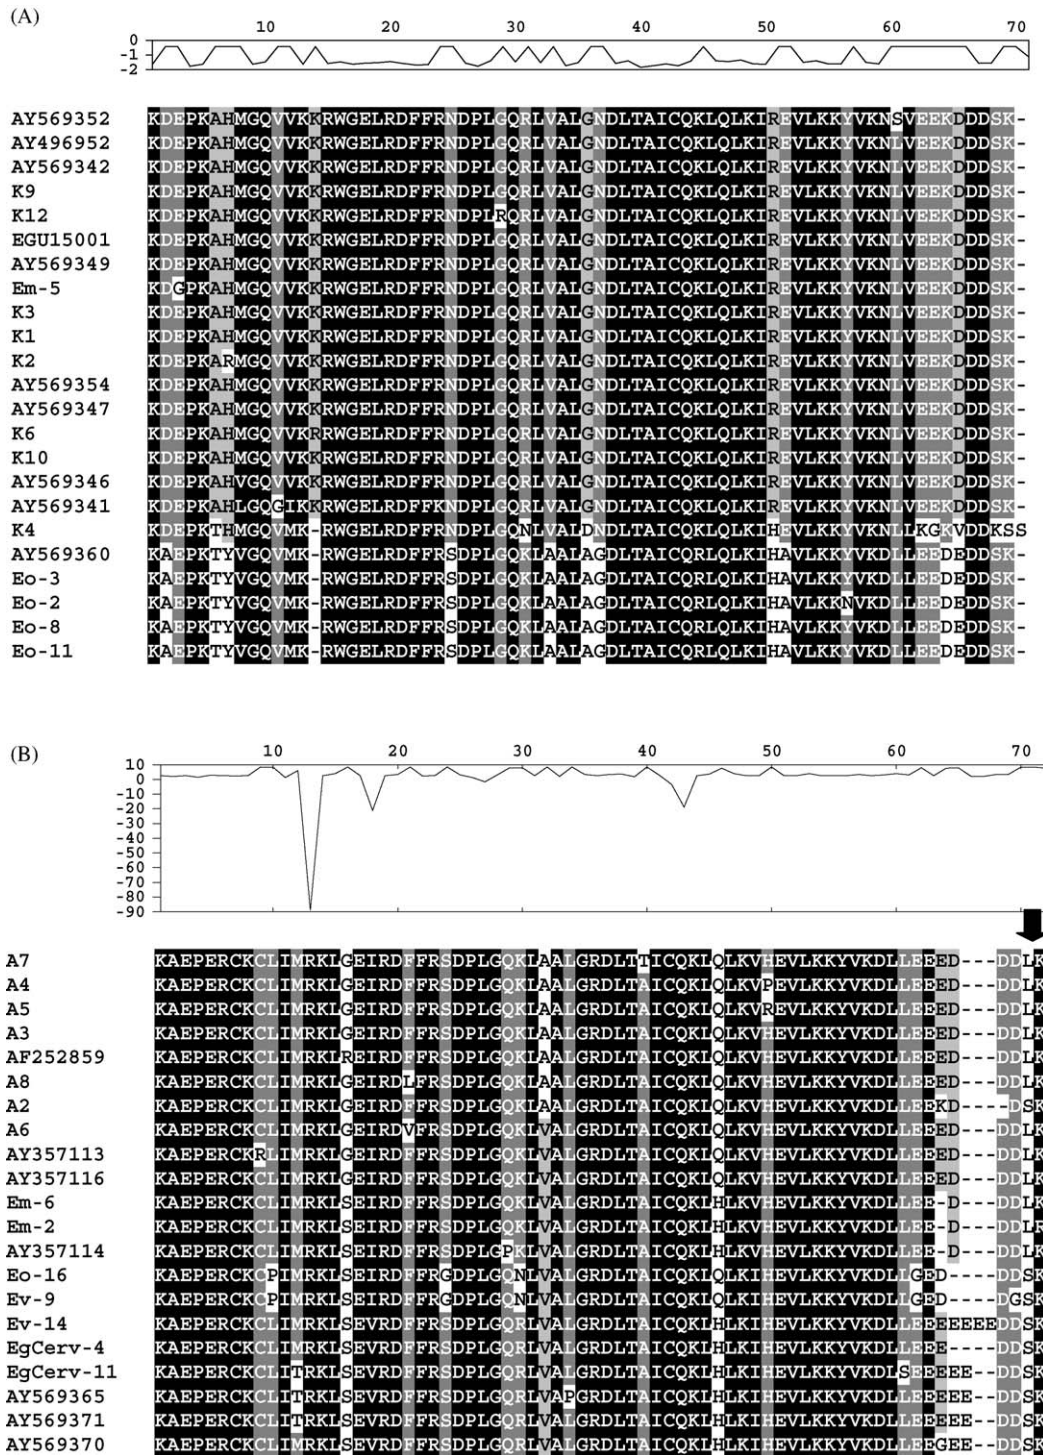 (A)
10 20 30 40 50 60 70
0
-1
-2
AY569352 KDEPKAHMGQVVKKRWGELRDFFRNDPLGQRLVALGNDLTAICQKLQLKIREVLKKYVKNSVEEKDDDSK-
AY496952 KDEPKAHMGQVVKKRWGELRDFFRNDPLGQRLVALGNDLTAICQKLQLKIREVLKKYVKNLVEEKDDDSK-
AY569342 KDEPKAHMGQVVKKRWGELRDFFRNDPLGQRLVALGNDLTAICQKLQLKIREVLKKYVKNLVEEKDDDSK-
K9 KDEPKAHMGQVVKKRWGELRDFFRNDPLGQRLVALGNDLTAICQKLQLKIREVLKKYVKNLVEEKDDDSK-
K12 KDEPKAHMGQVVKKRWGELRDFFRNDPLRQRLVALGNDLTAICQKLQLKIREVLKKYVKNLVEEKDDDSK-
EGU15001 KDEPKAHMGQVVKKRWGELRDFFRNDPLGQRLVALGNDLTAICQKLQLKIREVLKKYVKNLVEEKDDDSK-
AY569349 KDEPKAHMGQVVKKRWGELRDFFRNDPLGQRLVALGNDLTAICQKLQLKIREVLKKYVKNLVEEKDDDSK-
Em-5 KDGPKAHMGQVVKKRWGELRDFFRNDPLGQRLVALGNDLTAICQKLQLKIREVLKKYVKNLVEEKDDDSK-
K3 KDEPKAHMGQVVKKRWGELRDFFRNDPLGQRLVALGNDLTAICQKLQLKIREVLKKYVKNLVEEKDDDSK-
K1 KDEPKAHMGQVVKKRWGELRDFFRNDPLGQRLVALGNDLTAICQKLQLKIREVLKKYVKNLVEEKDDDSK-
K2 KDEPKARMGQVVKKRWGELRDFFRNDPLGQRLVALGNDLTAICQKLQLKIREVLKKYVKNLVEEKDDDSK-
AY569354 KDEPKAHMGQVVKKRWGELRDFFRNDPLGQRLVALGNDLTAICQKLQLKIREVLKKYVKNLVEEKDDDSK-
AY569347 KDEPKAHMGQVVKKRWGELRDFFRNDPLGQRLVALGNDLTAICQRLQLKIREVLKKYVKNLVEEKDDDSK-
K6 KDEPKAHMGQVVKRRWGELRDFFRNDPLGQRLVALGNDLTAICQRLQLKIREVLKKYVKNLVEEKDDDSK-
K10 KDEPKAHMGQVVKKRWGELRDFFRNDPLGQRLVALGNDLTAICQKLQLKIREVLKKYVKNLVEEKDDDSK-
AY569346 KDEPKAHVGQVVKKRWGELRDFFRNDPLGQRLVALGNDLTAICQKLQLKIREVLKKYVKNLVEEKDDDSK-
AY569341 KDEPKAHLGQGIKKRWGELRDFFKNDPLGQRLVALGNDLTAICQKLQLKIREVLKKYVKNLVEEKDDDSK-
K4 KDEPKTHMGQVMK-RWGELRDFFRNDPLGQNLVALDNDLTAICQKLQLKIHEVLKKYVKNLLKGKVDDKSS
AY569360 KAEPKTYVGQVMK-RWGELRDFFRSDPLGQKLAALAGDLTAICQRLQLKIHAVLKKYVKDLLEEDEDDSK-
Eo-3 KAEPKTYVGQVMK-RWGELRDFFRSDPLGQKLAALAGDLTAICQRLQLKIHAVLKKYVKDLLEEDEDDSK-
Eo-2 KAEPKTYVGQVMK-RWGELRDFFKSDPLGQKLAALAGDLTAICQRLQLKIHAVLKKNVKDLLEEDEDDSK-
Eo-8 KAEPKTYVGQVMK-RWGELRDFFRSDPLGQKLAALAGDLTAICQRLQLKIHAVLKKYVKDLLEEDEDDSK-
Eo-11 KAEPKTYVGQVMK-RWGELRDFFRSDPLGQKLAALAGDLTAICQRLQLKIHAVLKKYVKDLLEEDEDDSK-
(B)
10 20 30 40 50 60 70
10
0
-10
-20
-30
-40
-50
-60
-70
-80
-90
A7 KAEPERCKCLIMRKLGEIRDFFRSDPLGQKLAALGRDLTTICQKLQLKVHEVLKKYVKDLLEEED---DDLK
A4 KAEPERCKCLIMRKLGEIRDFFRSDPLGQKLAALGRDLTAICQKLQLKVPEVLKKYVKDLLEEED---DDLK
A5 KAEPERCKCLIMRKLGEIRDFFRSDPLGQKLAALGRDLTAICQKLQLKVREVLKKYVKDLLEEED---DDLK
A3 KAEPERCKCLIMRKLGEIRDFFRSDPLGQKLAALGRDLTAICQKLQLKVHEVLKKYVKDLLEEED---DDLK
AF252859 KAEPERCKCLIMRKLREIRDFFRSDPLGQKLAALGRDLTAICQKLQLKVHEVLKKYVKDLLEEED---DDLK
A8 KAEPERCKCLIMRKLGEIRDLFRSDPLGQKLAALGRDLTAICQKLQLKVHEVLKKYVKDLLEEED---DDLK
A2 KAEPERCKCLIMRKLGEIRDFFRSDPLGQKLAALGRDLTAICQKLQLKVHEVLKKYVKDLLEEKD----DSK
A6 KAEPERCKCLIMRKLGEIRDVFRSDPLGQKLVALGRDLTAICQKLQLKVHEVLKKYVKDLLEEED---DDLK
AY357113 KAEPERCKRLIMRKLGEIRDFFRSDPLGQKLVALGRDLTAICQKLQLKVHEVLKKYVKDLLEEED---DDLK
AY357116 KAEPERCKCLIMRKLGEIRDFFRSDPLGQKLVALGRDLTAICQKLQLKVHEVLKKYVKDLLEEED---DDLK
Em-6 KAEPERCKCLIMRKLSEIRDFFRSDPLGQKLVALGRDLTAICQKLHLKVHEVLKKYVKDLLEE-D---DDLK
Em-2 KAEPERCKCLIMRKLSEIRDFFRSDPLGQKLVALGRDLTAICQKLHLKVHEVLKKYVKDLLEE-D---DDLR
AY357114 KAEPERCKCLIMRKLSEIRDFFRSDPLGPKLVALGRDLTAICQKLHLKVHEVLKKYVKDLLEE-D---DDLK
Eo-16 KAEPERCKCPIMRKLSEIRDFFRGDPLGQNLVALGRDLTAICQKLQLKIHEVLKKYVKDLLGED----DDSK
Ev-9 KAEPERCKCPIMRKLSEIRDFFRGDPLGQNLVALGRDLTAICQKLQLKIHEVLKKYVKDLLGED----DGSK
Ev-14 KAEPERCKCLIMRKLSEVRDFFRSDPLGQRLVALGRDLTAICQKLHLKIHEVLKKYVKDLLEEEEEEEDDSK
EgCerv-4 KAEPERCKCLIMRKLSEVRDFFRSDPLGQRLVALGRDLTAICQKLHLKIHEVLKKYVKDLLEEE----DDSK
EgCerv-11 KAEPERCKCLITRKLSEVRDFFRSDPLGQRLVALGRDLTAICQKLHLKIHEVLKKYVKDLSEEEEE--DDSK
AY569365 KAEPERCKCLITRKLSEVRDFFRSDPLGQRLVAPGRDLTAICQKLHLKIHEVLKKYVKDLLEEEEE--DDSK
AY569371 KAEPERCKCLITRKLSEVRDFFRSDPLGQRLVALGRDLTAICQKLHLKIHEVLKKYVKDLLEEEEE--DDSK
AY569370 KAEPERCKCLIMRKLSEVRDFFRSDPLGQRLVALGRDLTAICQKLHLKIHEVLKKYVKDLLEEGEE--DDSK